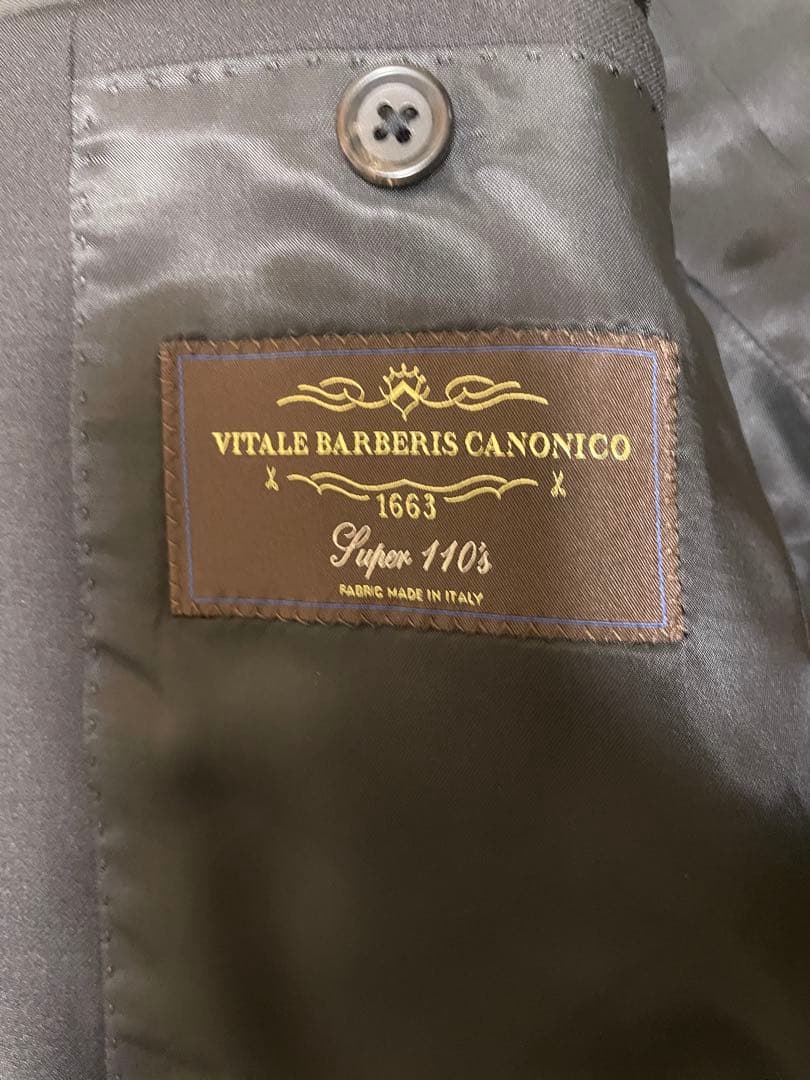 VITALE BARBERIS CANONICO
1663
Super 110's
FABRIC MADE IN ITALY